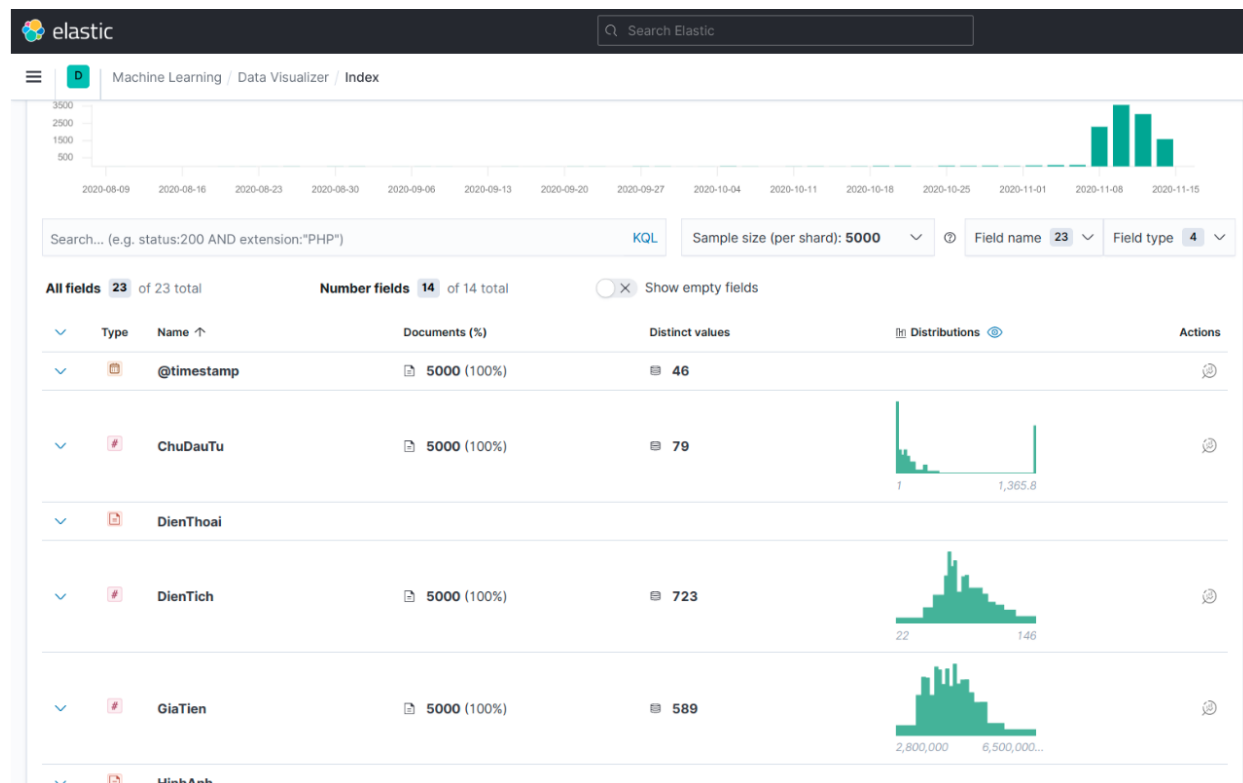 elastic
Search Elastic
D
Machine Learning / Data Visualizer / Index
3500
2500
1500
500
2020-08-09 2020-08-16 2020-08-23 2020-08-30 2020-09-06 2020-09-13 2020-09-20 2020-09-27 2020-10-04 2020-10-11 2020-10-18 2020-10-25 2020-11-01 2020-11-08 2020-11-15
Search... (e.g. status:200 AND extension:"PHP") KQL Sample size (per shard): 5000 Field name 23 Field type 4
All fields 23 of 23 total Number fields 14 of 14 total Show empty fields
Type Name Documents (%) Distinct values Distributions Actions
@timestamp 5000 (100%) 46
# ChuDauTu 5000 (100%) 79
1 1,365.8
DienThoai
# DienTich 5000 (100%) 723
22 146
# GiaTien 5000 (100%) 589
2,800,000 6,500,000...
HinhAnh